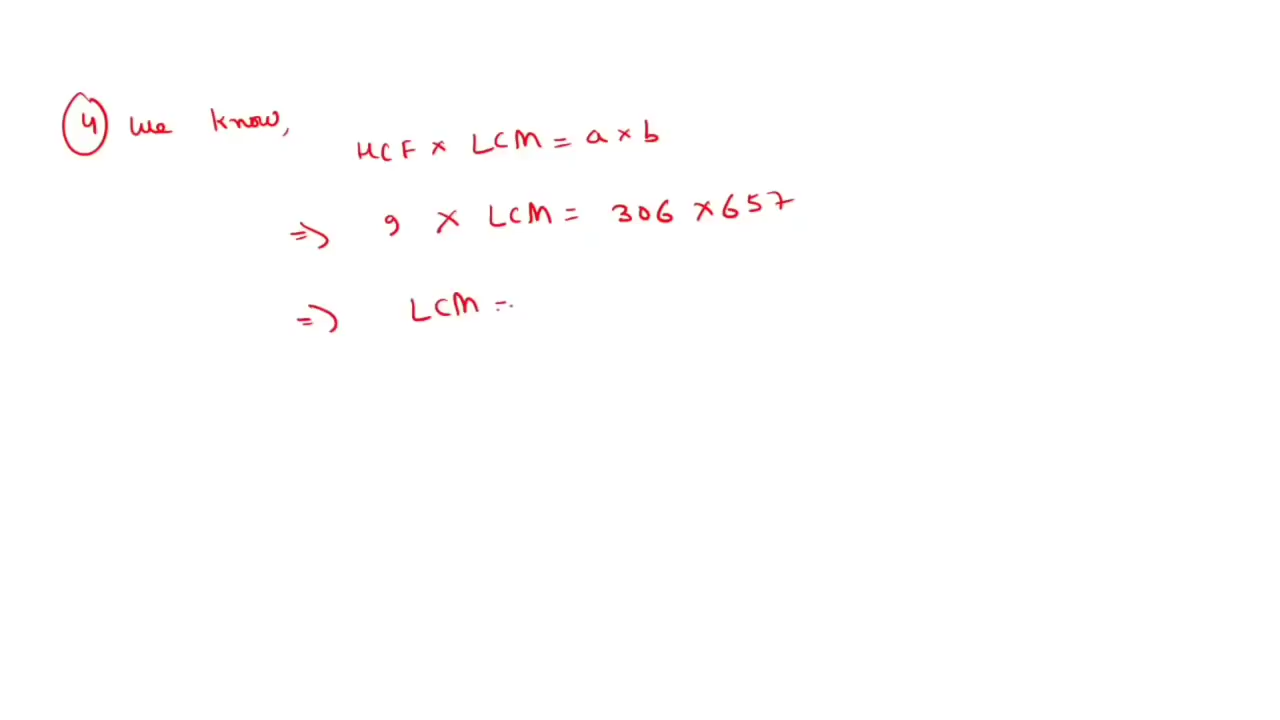 4 we know,
HCF × LCM = a × b
=> 9 × LCM = 306 × 657
=> LCM =